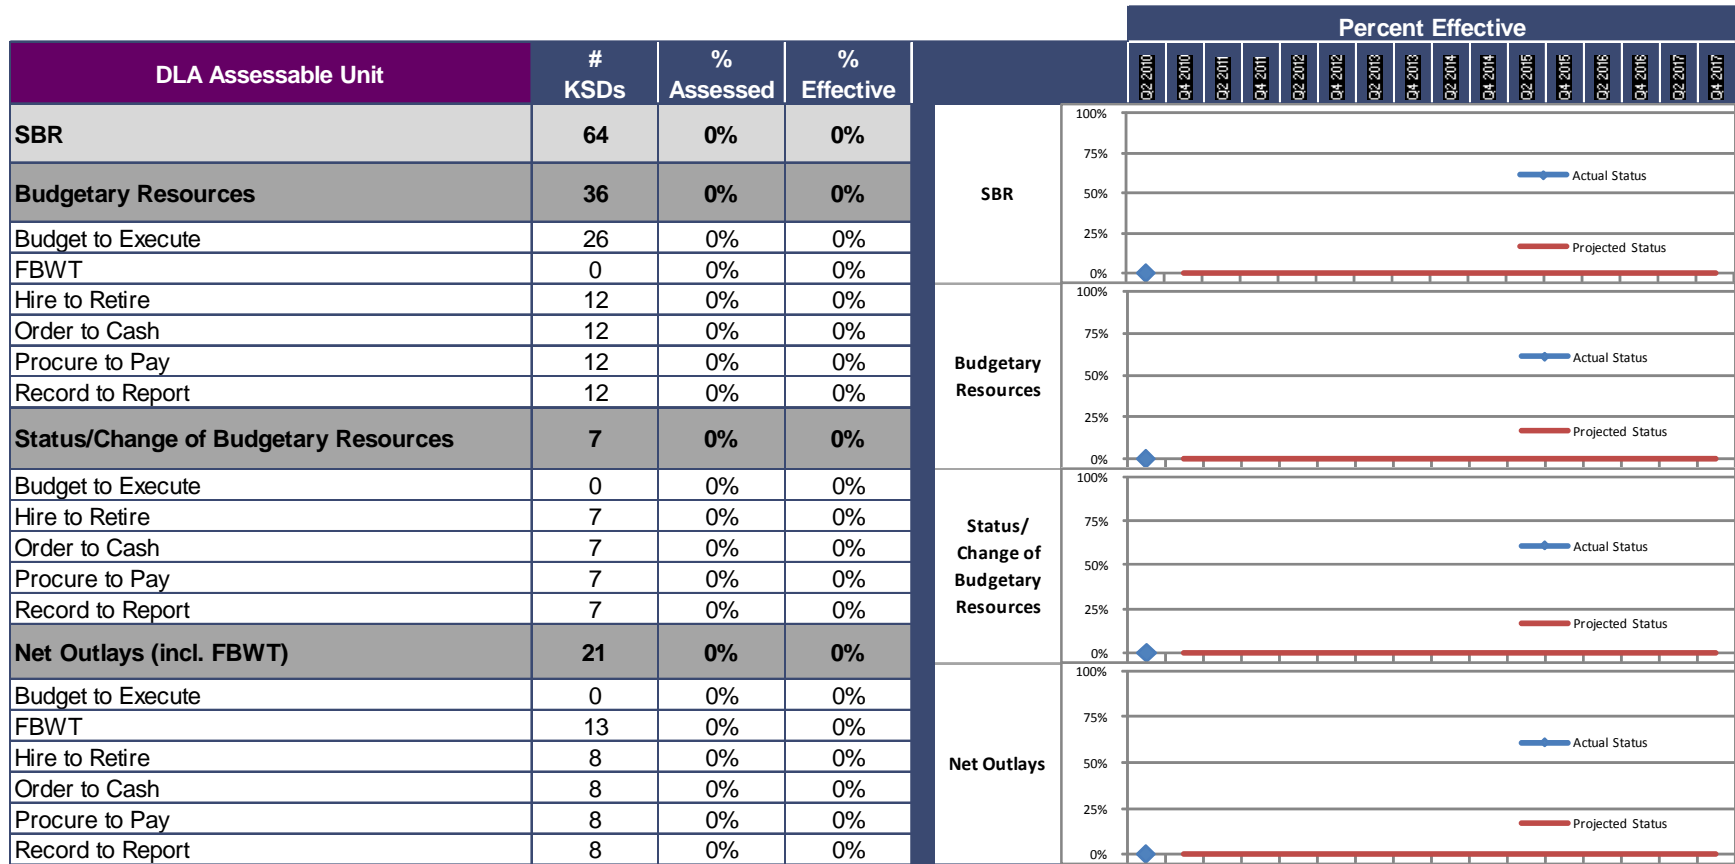 Percent Effective
DLA Assessable Unit # KSDs % Assessed % Effective Q2 2010 Q4 2010 Q2 2011 Q4 2011 Q2 2012 Q4 2012 Q2 2013 Q4 2013 Q2 2014 Q4 2014 Q2 2015 Q4 2015 Q2 2016 Q4 2016 Q2 2017 Q4 2017
SBR 64 0% 0%
Budgetary Resources 36 0% 0%
Budget to Execute 26 0% 0%
FBWT 0 0% 0%
Hire to Retire 12 0% 0%
Order to Cash 12 0% 0%
Procure to Pay 12 0% 0%
Record to Report 12 0% 0%
Status/Change of Budgetary Resources 7 0% 0%
Budget to Execute 0 0% 0%
Hire to Retire 7 0% 0%
Order to Cash 7 0% 0%
Procure to Pay 7 0% 0%
Record to Report 7 0% 0%
Net Outlays (incl. FBWT) 21 0% 0%
Budget to Execute 0 0% 0%
FBWT 13 0% 0%
Hire to Retire 8 0% 0%
Order to Cash 8 0% 0%
Procure to Pay 8 0% 0%
Record to Report 8 0% 0%
SBR
100%
75%
50%
25%
0%
Actual Status
Projected Status
Budgetary
Resources
100%
75%
50%
25%
0%
Actual Status
Projected Status
Status/
Change of
Budgetary
Resources
100%
75%
50%
25%
0%
Actual Status
Projected Status
Net Outlays
100%
75%
50%
25%
0%
Actual Status
Projected Status